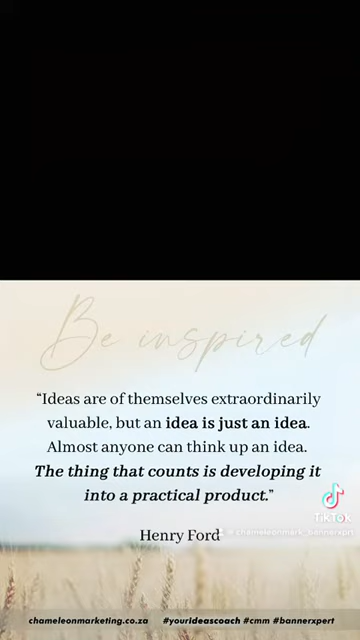 Be inspired
“Ideas are of themselves extraordinarily
valuable, but an idea is just an idea.
Almost anyone can think up an idea.
The thing that counts is developing it
into a practical product.”
TikTok
@chameleonmark_bannerxprt
Henry Ford
chameleonmarketing.co.za #yourideascoach #cmm #bannerxpert